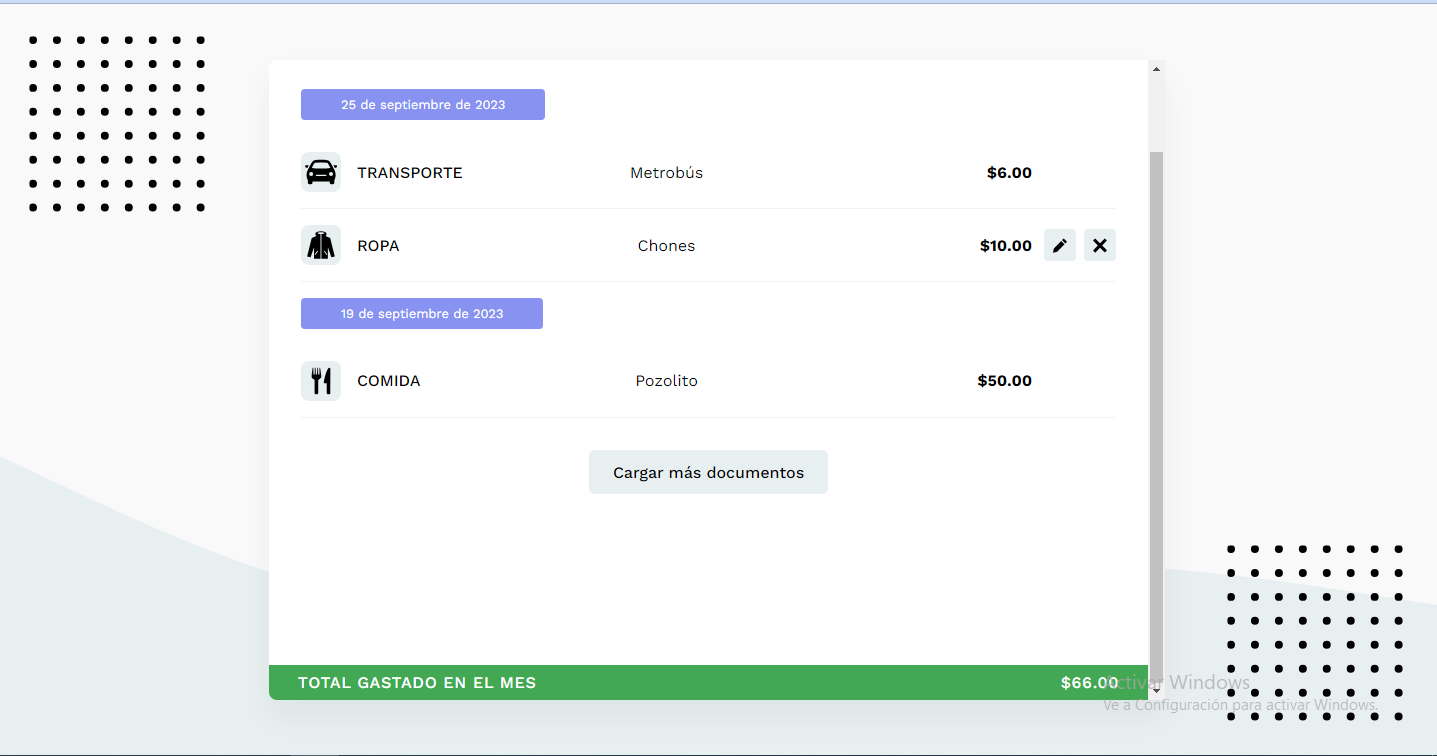 25 de septiembre de 2023
TRANSPORTE Metrobús $6.00
ROPA Chones $10.00
19 de septiembre de 2023
COMIDA Pozolito $50.00
Cargar más documentos
TOTAL GASTADO EN EL MES $66.00
Activar Windows
Ve a Configuración para activar Windows.